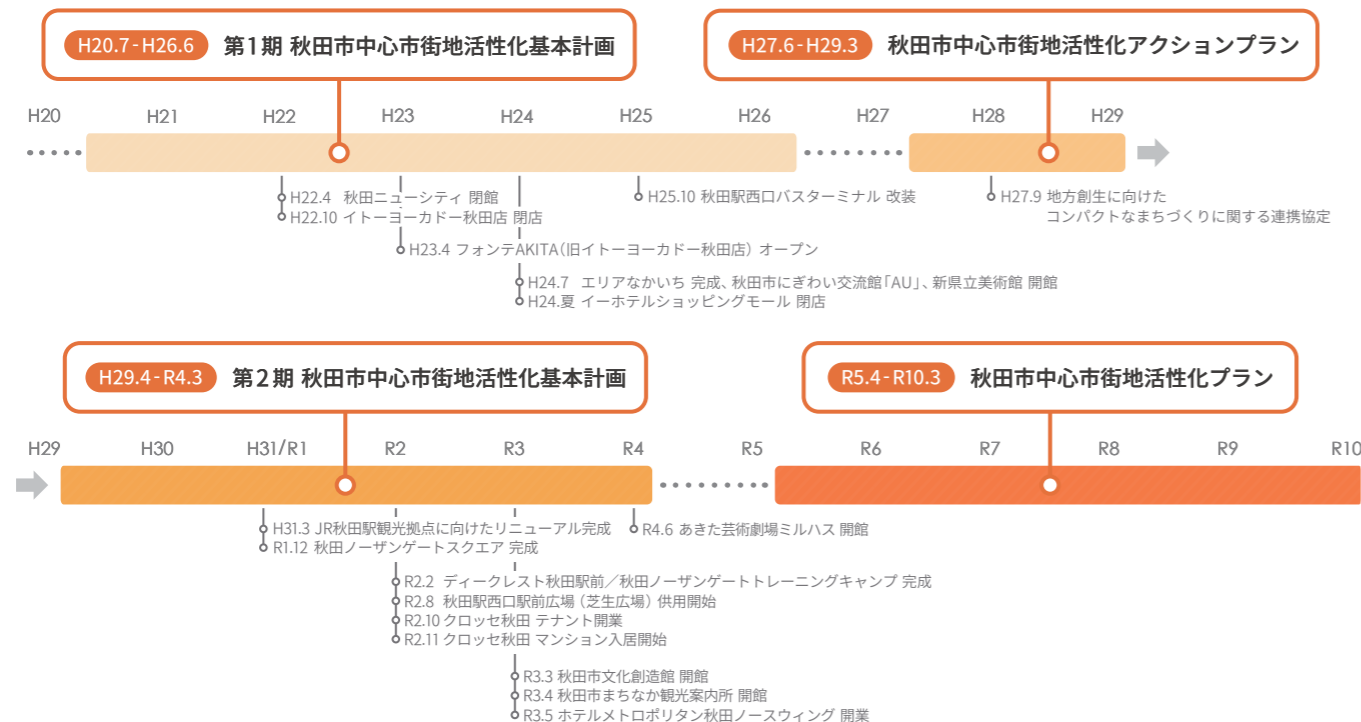 H20.7-H26.6 第1期 秋田市中心市街地活性化基本計画
H27.6-H29.3 秋田市中心市街地活性化アクションプラン
H20 H21 H22 H23 H24 H25 H26 H27 H28 H29
H22.4 秋田ニューシティ 閉館
H22.10 イトーヨーカドー秋田店 閉店
H25.10 秋田駅西口バスターミナル 改装
H27.9 地方創生に向けた
コンパクトなまちづくりに関する連携協定
H23.4 フォンテAKITA(旧イトーヨーカドー秋田店) オープン
H24.7 エリアなかいち 完成、秋田市にぎわい交流館「AU」、新県立美術館 開館
H24.夏 イーホテルショッピングモール 閉店
H29.4-R4.3 第2期 秋田市中心市街地活性化基本計画
R5.4-R10.3 秋田市中心市街地活性化プラン
H29 H30 H31/R1 R2 R3 R4 R5 R6 R7 R8 R9 R10
H31.3 JR秋田駅観光拠点に向けたリニューアル完成
R1.12 秋田ノーザンゲートスクエア 完成
R4.6 あきた芸術劇場ミルハス 開館
R2.2 ディークレスト秋田駅前／秋田ノーザンゲートトレーニングキャンプ 完成
R2.8 秋田駅西口駅前広場（芝生広場）供用開始
R2.10 クロッセ秋田 テナント開業
R2.11 クロッセ秋田 マンション入居開始
R3.3 秋田市文化創造館 開館
R3.4 秋田市まちなか観光案内所 開館
R3.5 ホテルメトロポリタン秋田ノースウィング 開業